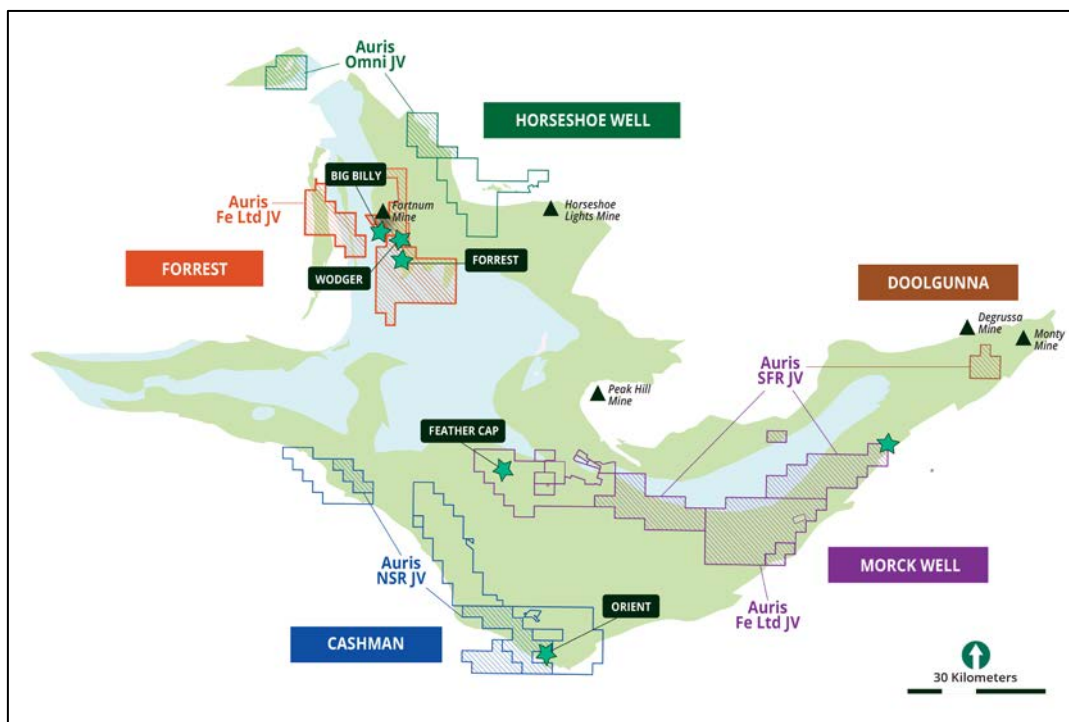 Auris
Omni JV
HORSESHOE WELL
BIG BILLY
Auris
Fe Ltd JV
Fortnum
Mine
Horseshoe
Lights Mine
FORREST
WODGER
FORREST
DOOLGUNNA
Degrussa
Mine
Monty
Mine
Auris
SFR JV
Peak Hill
Mine
FEATHER CAP
Auris
NSR JV
MORCK WELL
ORIENT
Auris
Fe Ltd JV
CASHMAN
30 Kilometers